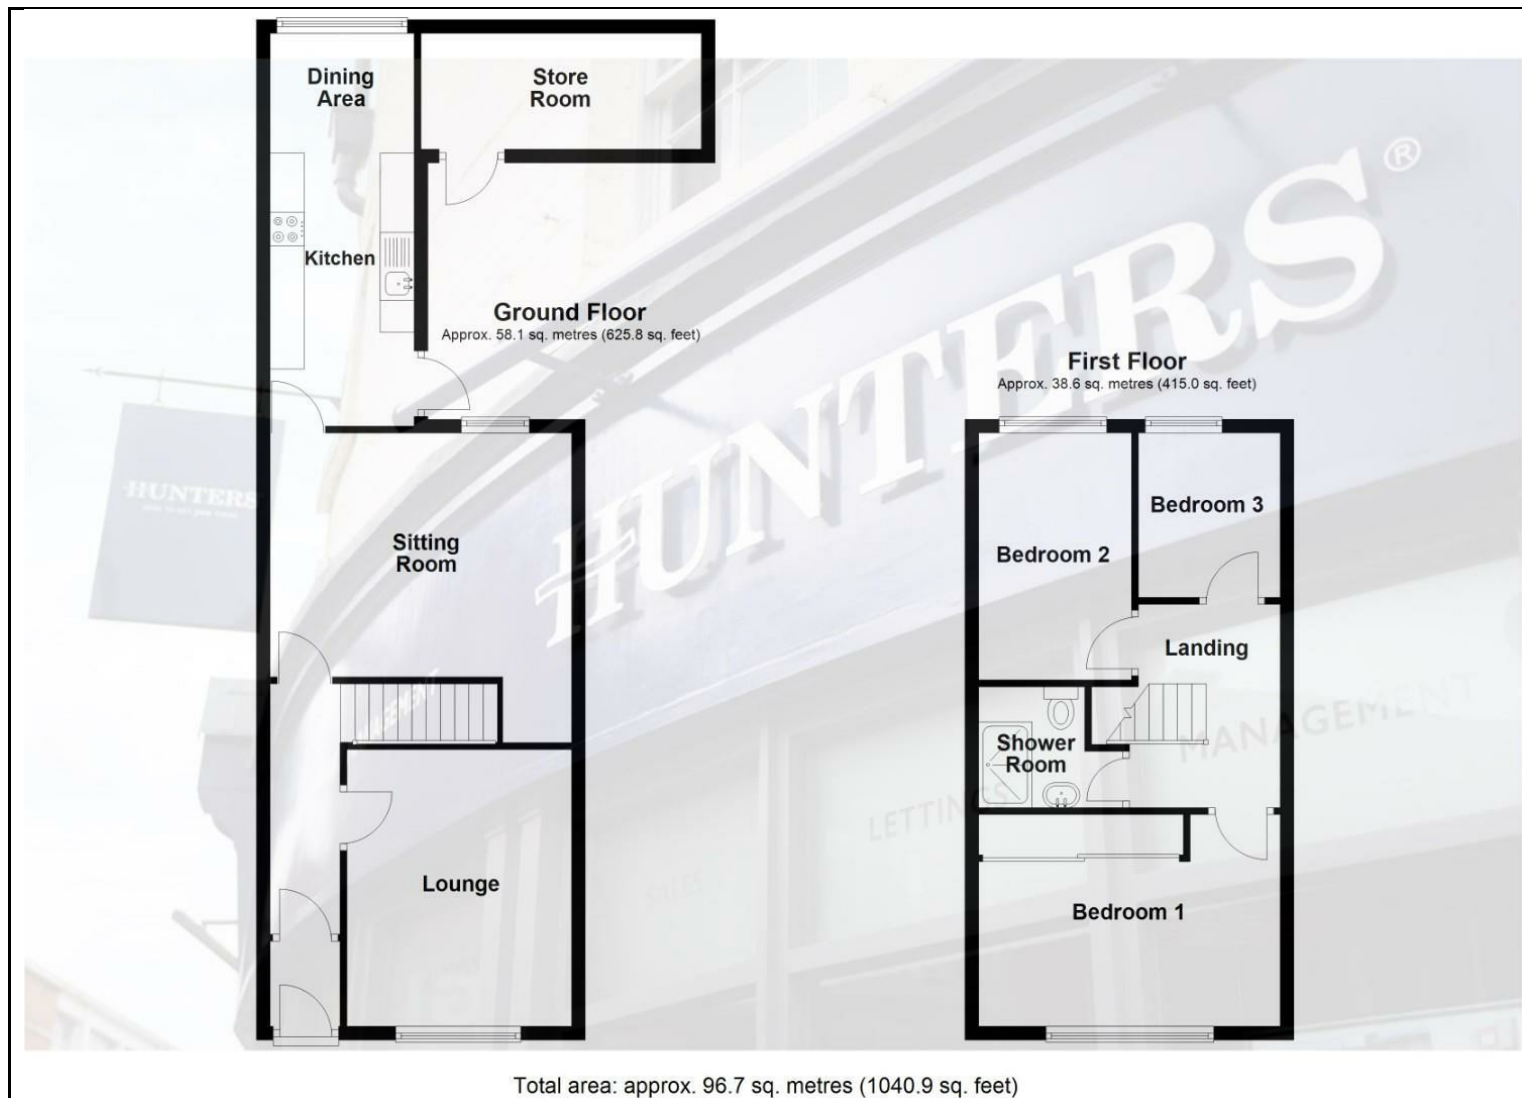 Dining
Area
Store
Room
Kitchen
Ground Floor
Approx. 58.1 sq. metres (625.8 sq. feet)
Sitting
Room
Lounge
First Floor
Approx. 38.6 sq. metres (415.0 sq. feet)
Bedroom 3
Bedroom 2
Landing
Shower
Room
Bedroom 1
HUNTERS®
HUNTERS
MANAGEMENT
LETTINGS
SALES
Total area: approx. 96.7 sq. metres (1040.9 sq. feet)